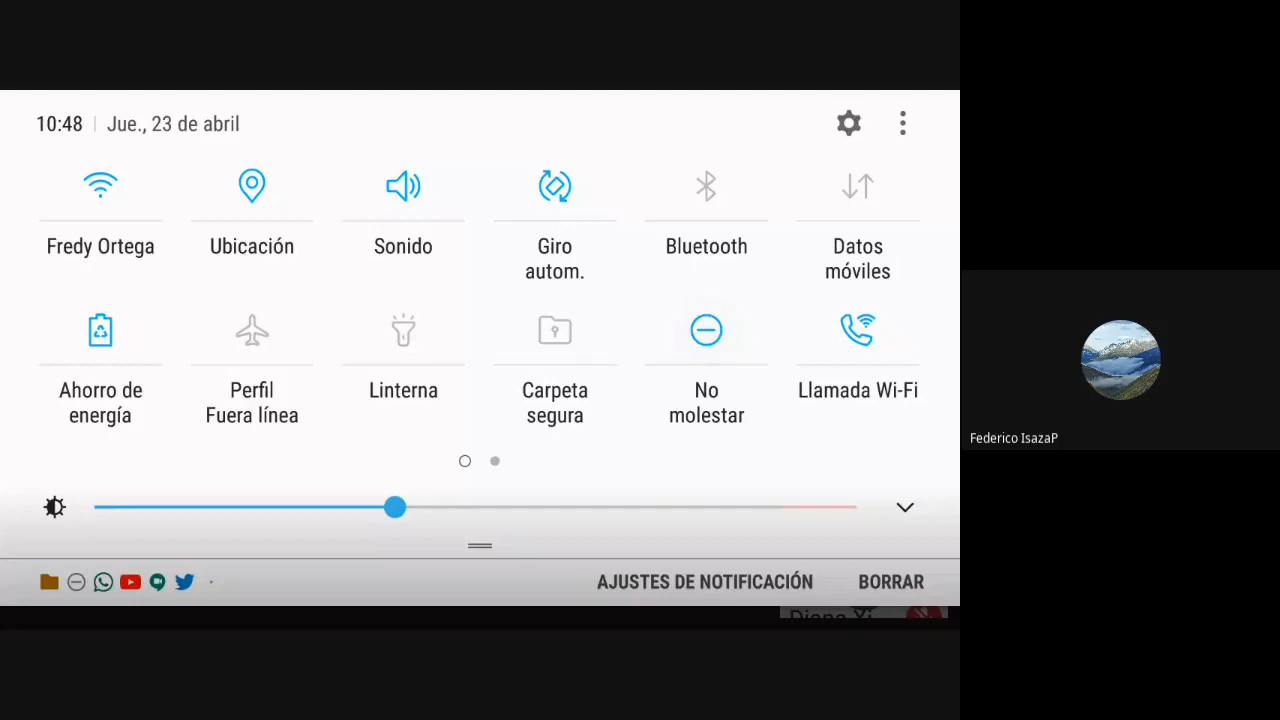 10:48 | Jue., 23 de abril
Fredy Ortega
Ubicación
Sonido
Giro
autom.
Bluetooth
Datos
móviles
Ahorro de
energía
Perfil
Fuera línea
Linterna
Carpeta
segura
No
molestar
Llamada Wi-Fi
AJUSTES DE NOTIFICACIÓN
BORRAR
Federico IsazaP